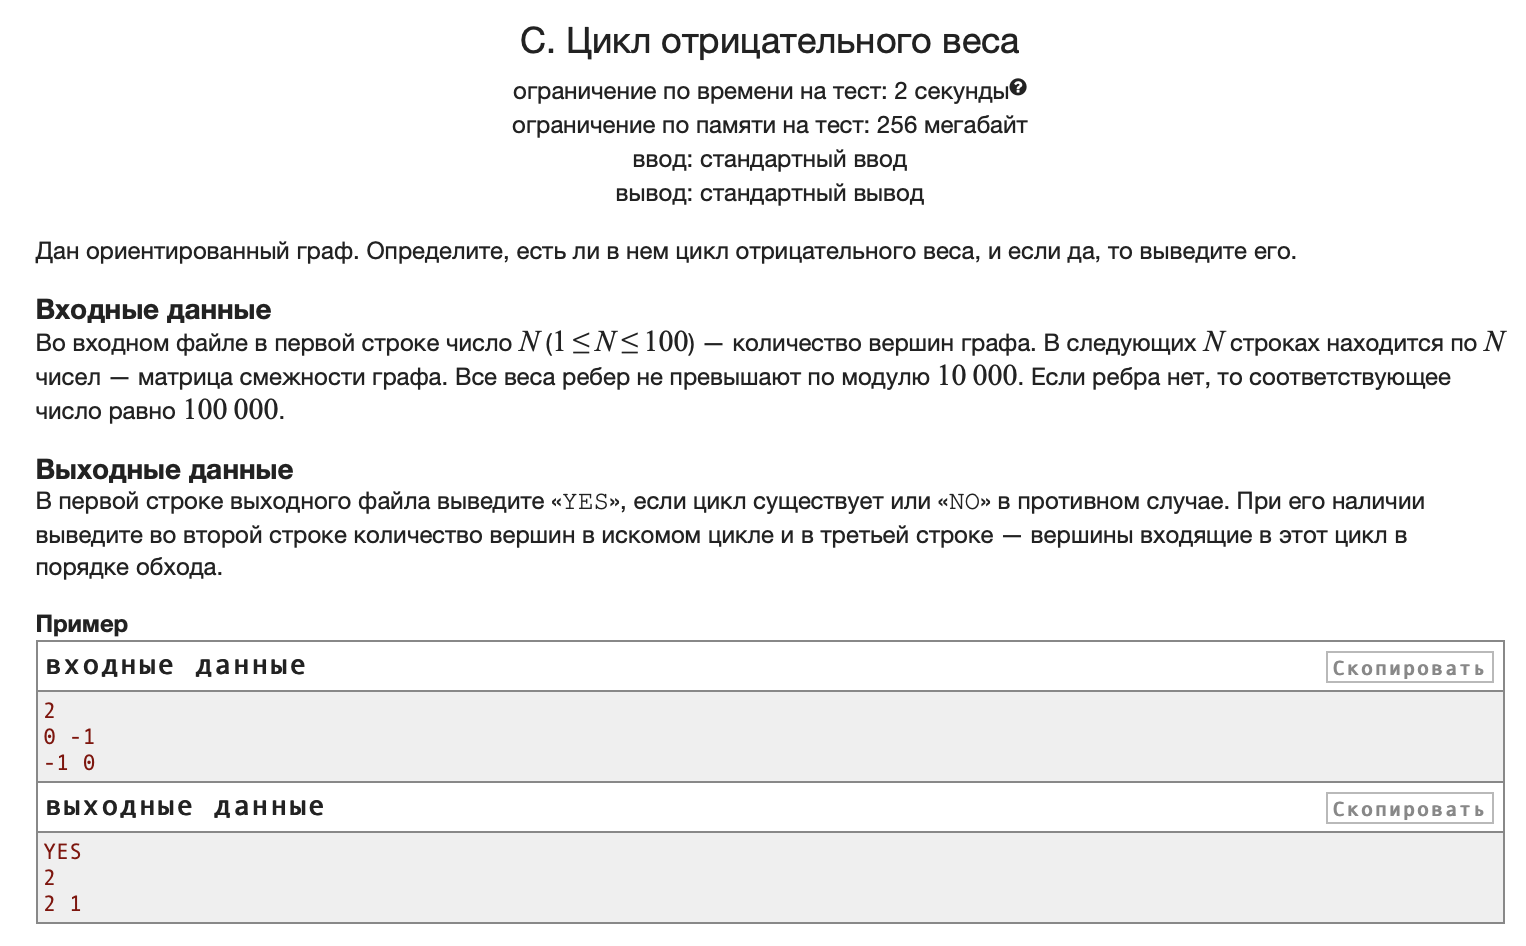 C. Цикл отрицательного веса
ограничение по времени на тест: 2 секунды?
ограничение по памяти на тест: 256 мегабайт
ввод: стандартный ввод
вывод: стандартный вывод
Дан ориентированный граф. Определите, есть ли в нем цикл отрицательного веса, и если да, то выведите его.
Входные данные
Во входном файле в первой строке число N (1 ≤ N ≤ 100) — количество вершин графа. В следующих N строках находится по N
чисел — матрица смежности графа. Все веса ребер не превышают по модулю 10 000. Если ребра нет, то соответствующее
число равно 100 000.
Выходные данные
В первой строке выходного файла выведите «YES», если цикл существует или «NO» в противном случае. При его наличии
выведите во второй строке количество вершин в искомом цикле и в третьей строке — вершины входящие в этот цикл в
порядке обхода.
Пример
входные данные
Скопировать
2
0 -1
-1 0
выходные данные
Скопировать
YES
2
2 1